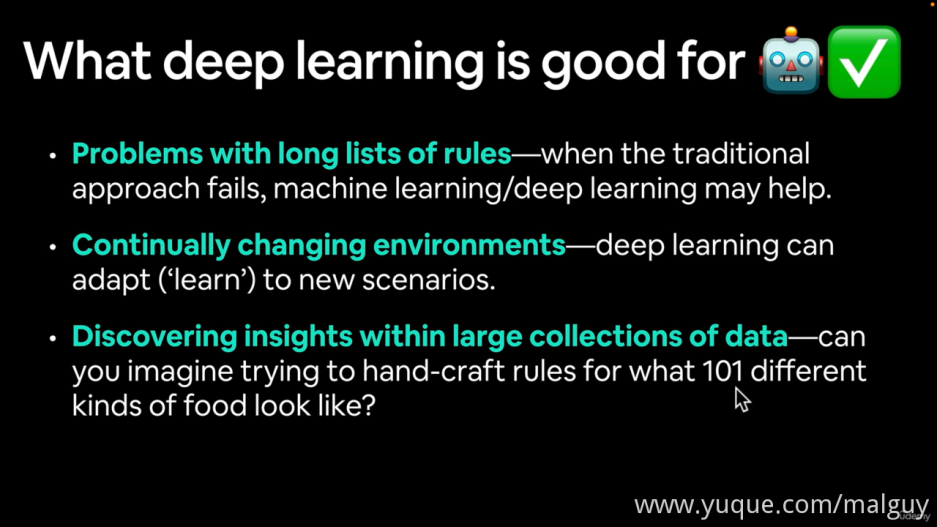 What deep learning is good for 🤖✅
• Problems with long lists of rules—when the traditional
approach fails, machine learning/deep learning may help.
• Continually changing environments—deep learning can
adapt (‘learn’) to new scenarios.
• Discovering insights within large collections of data—can
you imagine trying to hand-craft rules for what 101 different
kinds of food look like?
www.yuque.com/malguy
Udemy